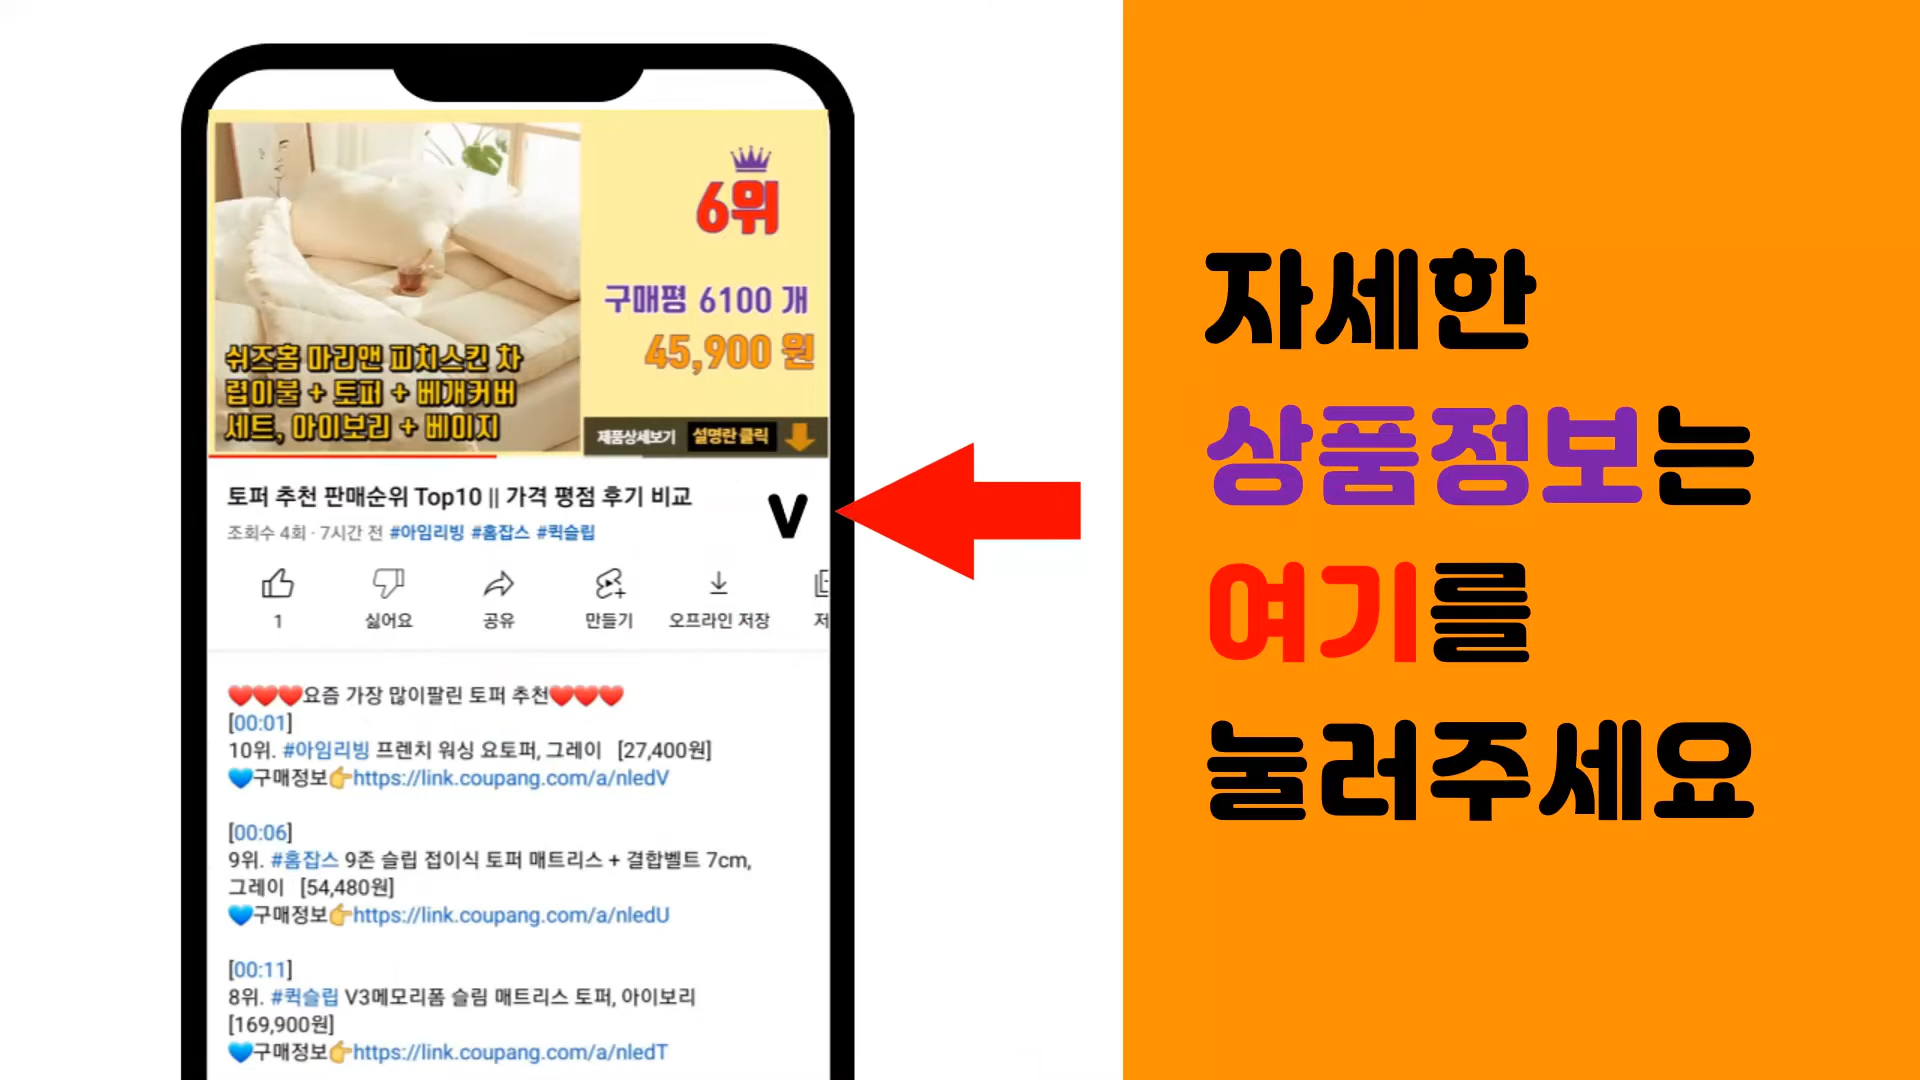 6위
구매평 6100 개
45,900 원
쉬즈홈 마리앤 피치스킨 차
렵이불 + 토퍼 + 베개커버
세트, 아이보리 + 베이지
제품상세보기 설명란 클릭
토퍼 추천 판매순위 Top10 || 가격 평점 후기 비교
V
조회수 4회 · 7시간 전 #아임리빙 #홈잡스 #퀵슬립
1 싫어요 공유 만들기 오프라인 저장 저
❤️❤️❤️요즘 가장 많이팔린 토퍼 추천❤️❤️❤️
[00:01]
10위. #아임리빙 프렌치 워싱 요토퍼, 그레이 [27,400원]
💙구매정보👉https://link.coupang.com/a/nledV
[00:06]
9위. #홈잡스 9존 슬립 접이식 토퍼 매트리스 + 결합벨트 7cm,
그레이 [54,480원]
💙구매정보👉https://link.coupang.com/a/nledU
[00:11]
8위. #퀵슬립 V3메모리폼 슬림 매트리스 토퍼, 아이보리
[169,900원]
💙구매정보👉https://link.coupang.com/a/nledT
자세한
상품정보는
여기를
눌러주세요